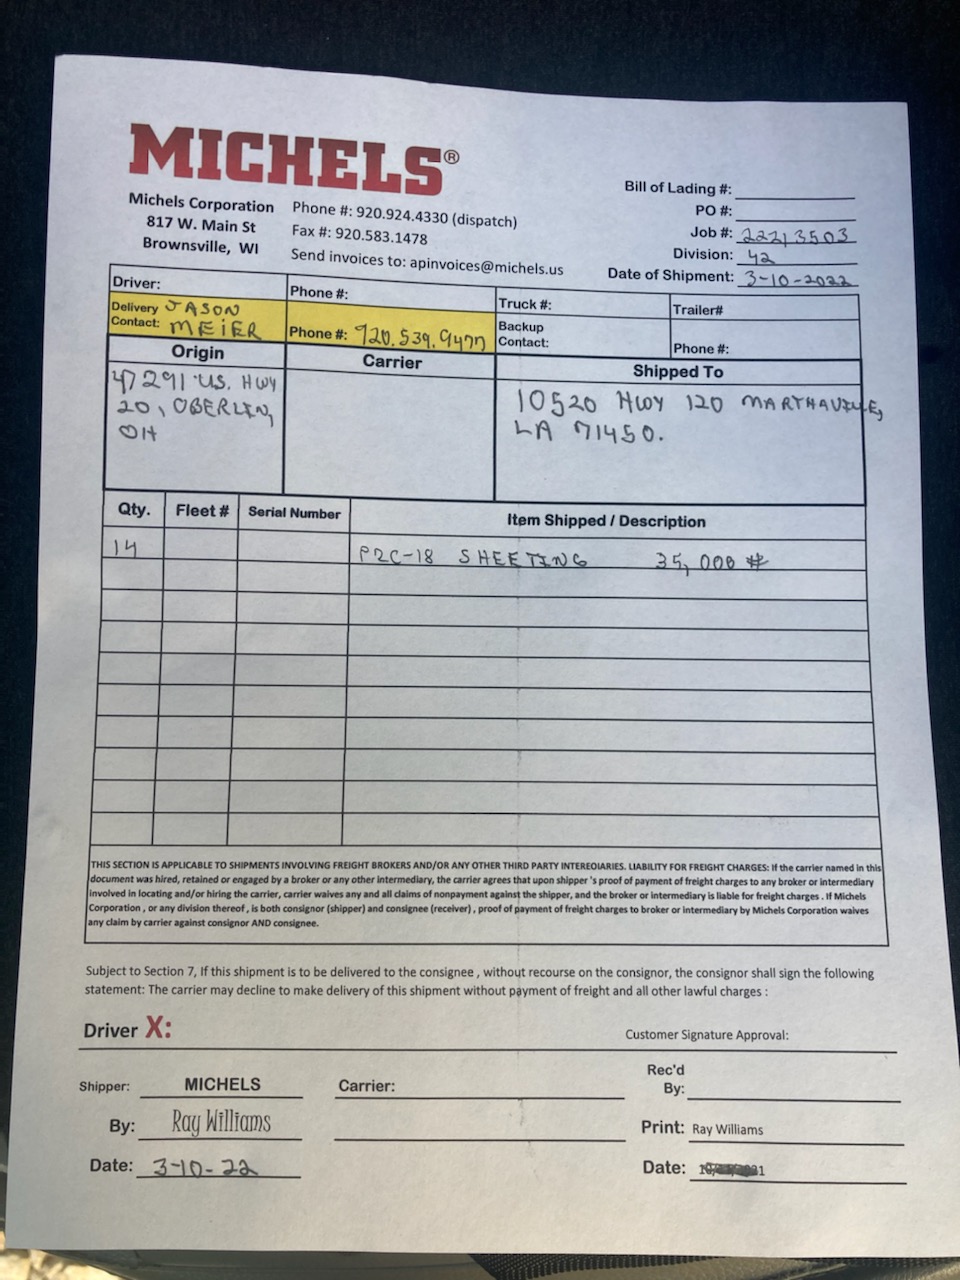 MICHELS®
Michels Corporation
817 W. Main St
Brownsville, WI
Phone #: 920.924.4330 (dispatch)
Fax #: 920.583.1478
Send invoices to: apinvoices@michels.us
Bill of Lading #:
PO #:
Job #: 22213503
Division: 42
Date of Shipment: 3-10-2022
Driver:
Phone #:
Truck #:
Trailer#
Delivery Contact: JASON MEIER
Phone #: 920.539.9477
Backup Contact:
Phone #:
Origin
Carrier
Shipped To
47291 US. HWY
20, OBERLIN,
OH
10520 HWY 120 MARTHAVILLE,
LA 71450.
Qty. Fleet # Serial Number Item Shipped / Description
14 PZC-18 SHEETING 35,000 #
THIS SECTION IS APPLICABLE TO SHIPMENTS INVOLVING FREIGHT BROKERS AND/OR ANY OTHER THIRD PARTY INTEREDIARIES. LIABILITY FOR FREIGHT CHARGES: If the carrier named in this
document was hired, retained or engaged by a broker or any other intermediary, the carrier agrees that upon shipper 's proof of payment of freight charges to any broker or intermediary
involved in locating and/or hiring the carrier, carrier waives any and all claims of nonpayment against the shipper, and the broker or intermediary is liable for freight charges . If Michels
Corporation , or any division thereof , is both consignor (shipper) and consignee (receiver) , proof of payment of freight charges to broker or intermediary by Michels Corporation waives
any claim by carrier against consignor AND consignee.
Subject to Section 7, If this shipment is to be delivered to the consignee , without recourse on the consignor, the consignor shall sign the following
statement: The carrier may decline to make delivery of this shipment without payment of freight and all other lawful charges :
Driver X:
Customer Signature Approval:
Shipper: MICHELS
Carrier:
Rec'd
By:
By: Ray Williams
Print: Ray Williams
Date: 3-10-22
Date: